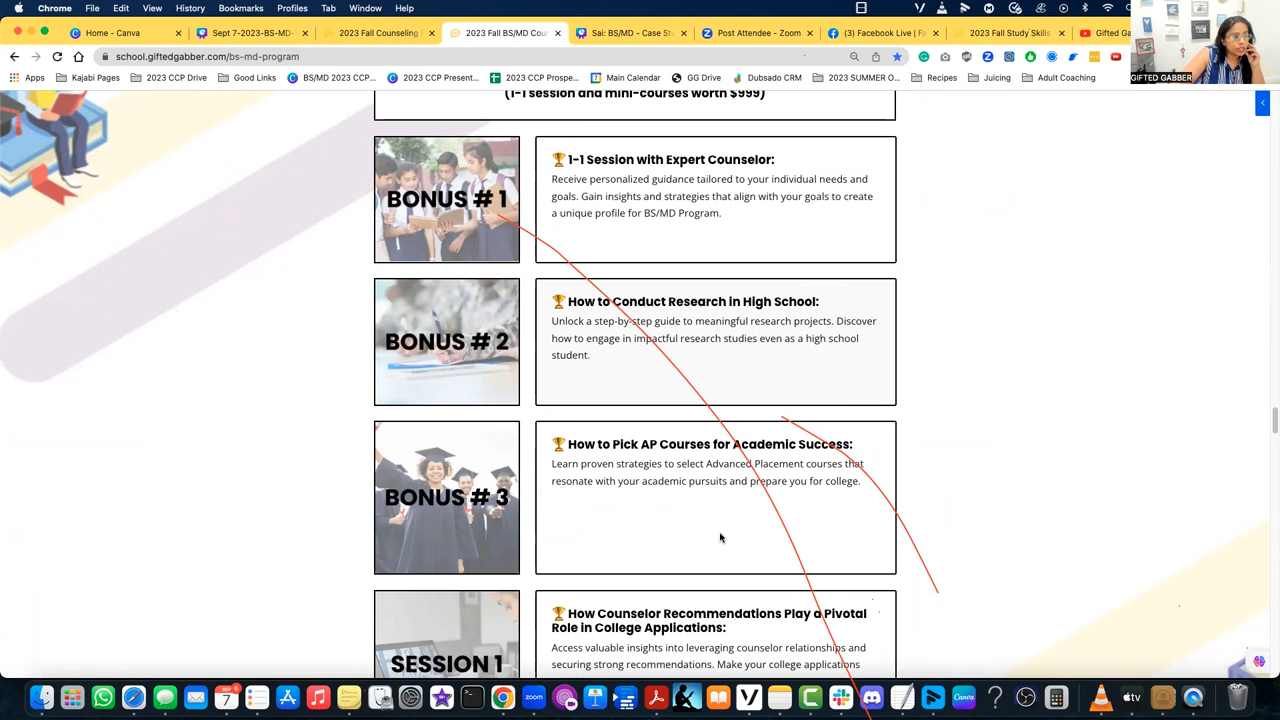 Chrome File Edit View History Bookmarks Profiles Tab Window Help
Home - Canva
Sept 7-2023-BS-MD-
2023 Fall Counseling
2023 Fall BS/MD Cou
Sai: BS/MD - Case St
Post Attendee - Zoom
(3) Facebook Live | Fa
2023 Fall Study Skills
Gifted Ga
school.giftedgabber.com/bs-md-program
GIFTED GABBER
Apps
Kajabi Pages
2023 CCP Drive
Good Links
BS/MD 2023 CCP...
2023 CCP Present...
2023 CCP Prospe...
Main Calendar
GG Drive
Dubsado CRM
2023 SUMMER O...
Recipes
Juicing
Adult Coaching
(1-1 session and mini-courses worth $999)
BONUS # 1
🏆1-1 Session with Expert Counselor:
Receive personalized guidance tailored to your individual needs and
goals. Gain insights and strategies that align with your goals to create
a unique profile for BS/MD Program.
BONUS # 2
🏆How to Conduct Research in High School:
Unlock a step-by-step guide to meaningful research projects. Discover
how to engage in impactful research studies even as a high school
student.
BONUS # 3
🏆How to Pick AP Courses for Academic Success:
Learn proven strategies to select Advanced Placement courses that
resonate with your academic pursuits and prepare you for college.
SESSION 1
🏆How Counselor Recommendations Play a Pivotal
Role in College Applications:
Access valuable insights into leveraging counselor relationships and
securing strong recommendations. Make your college applications
SEP
7
zoom
Canva
tv